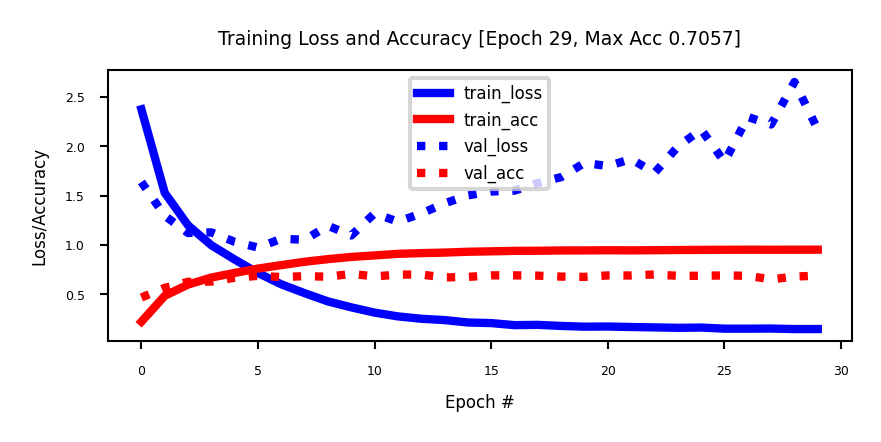 Training Loss and Accuracy [Epoch 29, Max Acc 0.7057]
train_loss
train_acc
val_loss
val_acc
Loss/Accuracy
2.5
2.0
1.5
1.0
0.5
0 5 10 15 20 25 30
Epoch #